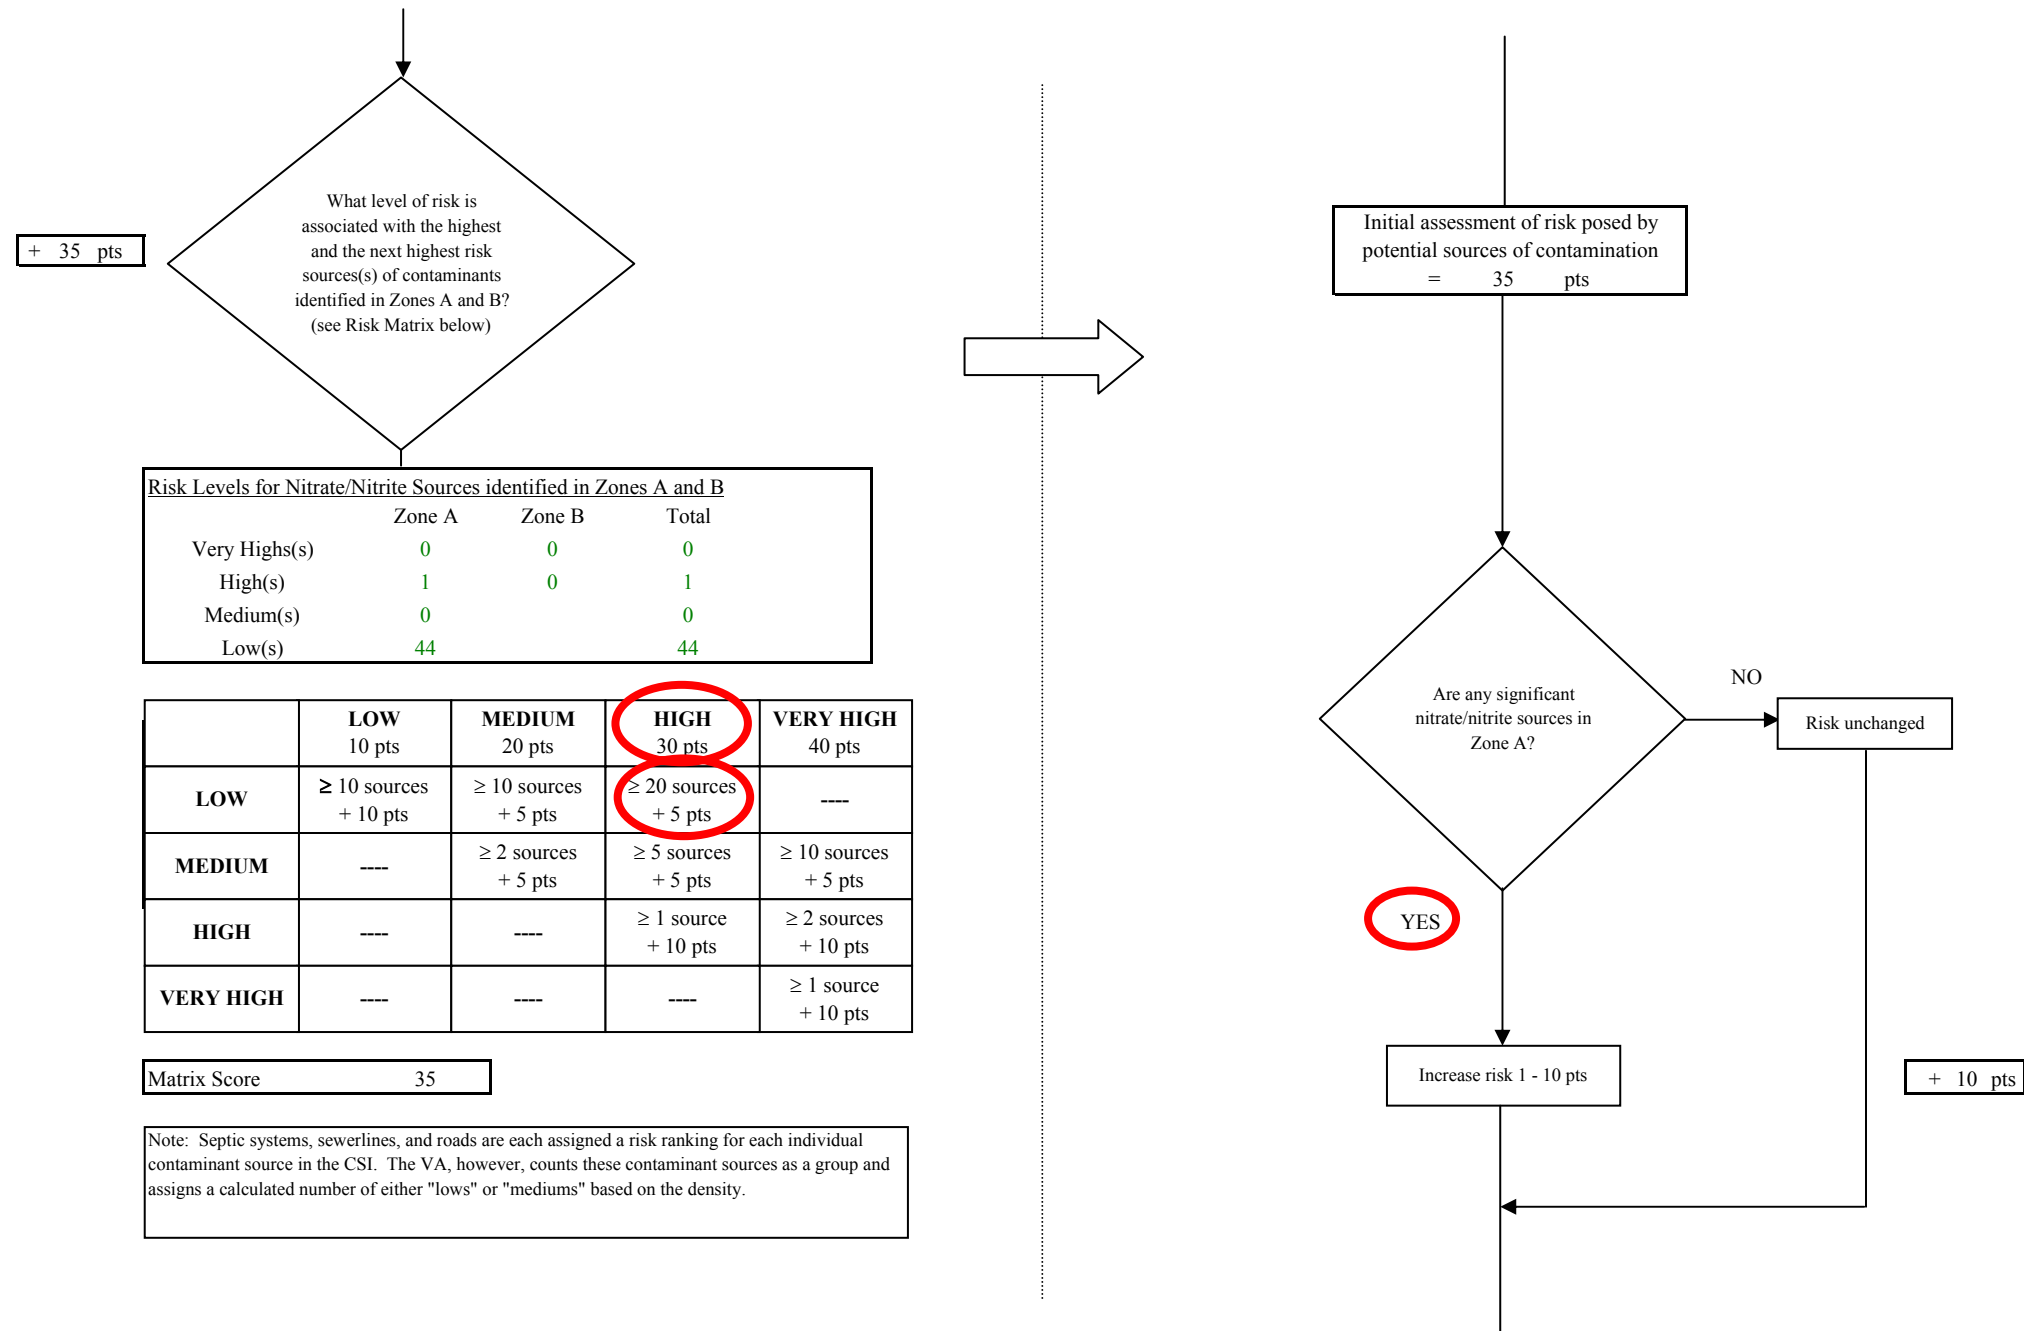 + 35 pts
What level of risk is
associated with the highest
and the next highest risk
sources(s) of contaminants
identified in Zones A and B?
(see Risk Matrix below)
Risk Levels for Nitrate/Nitrite Sources identified in Zones A and B
Zone A Zone B Total
Very Highs(s) 0 0 0
High(s) 1 0 1
Medium(s) 0 0
Low(s) 44 44
LOW MEDIUM HIGH VERY HIGH
10 pts 20 pts 30 pts 40 pts
LOW ≥ 10 sources ≥ 10 sources ≥ 20 sources ----
+ 10 pts + 5 pts + 5 pts
MEDIUM ---- ≥ 2 sources ≥ 5 sources ≥ 10 sources
+ 5 pts + 5 pts + 5 pts
HIGH ---- ---- ≥ 1 source ≥ 2 sources
+ 10 pts + 10 pts
VERY HIGH ---- ---- ---- ≥ 1 source
+ 10 pts
Matrix Score 35
Note: Septic systems, sewerlines, and roads are each assigned a risk ranking for each individual
contaminant source in the CSI. The VA, however, counts these contaminant sources as a group and
assigns a calculated number of either "lows" or "mediums" based on the density.
Initial assessment of risk posed by
potential sources of contamination
= 35 pts
Are any significant
nitrate/nitrite sources in
Zone A?
NO
Risk unchanged
YES
Increase risk 1 - 10 pts
+ 10 pts